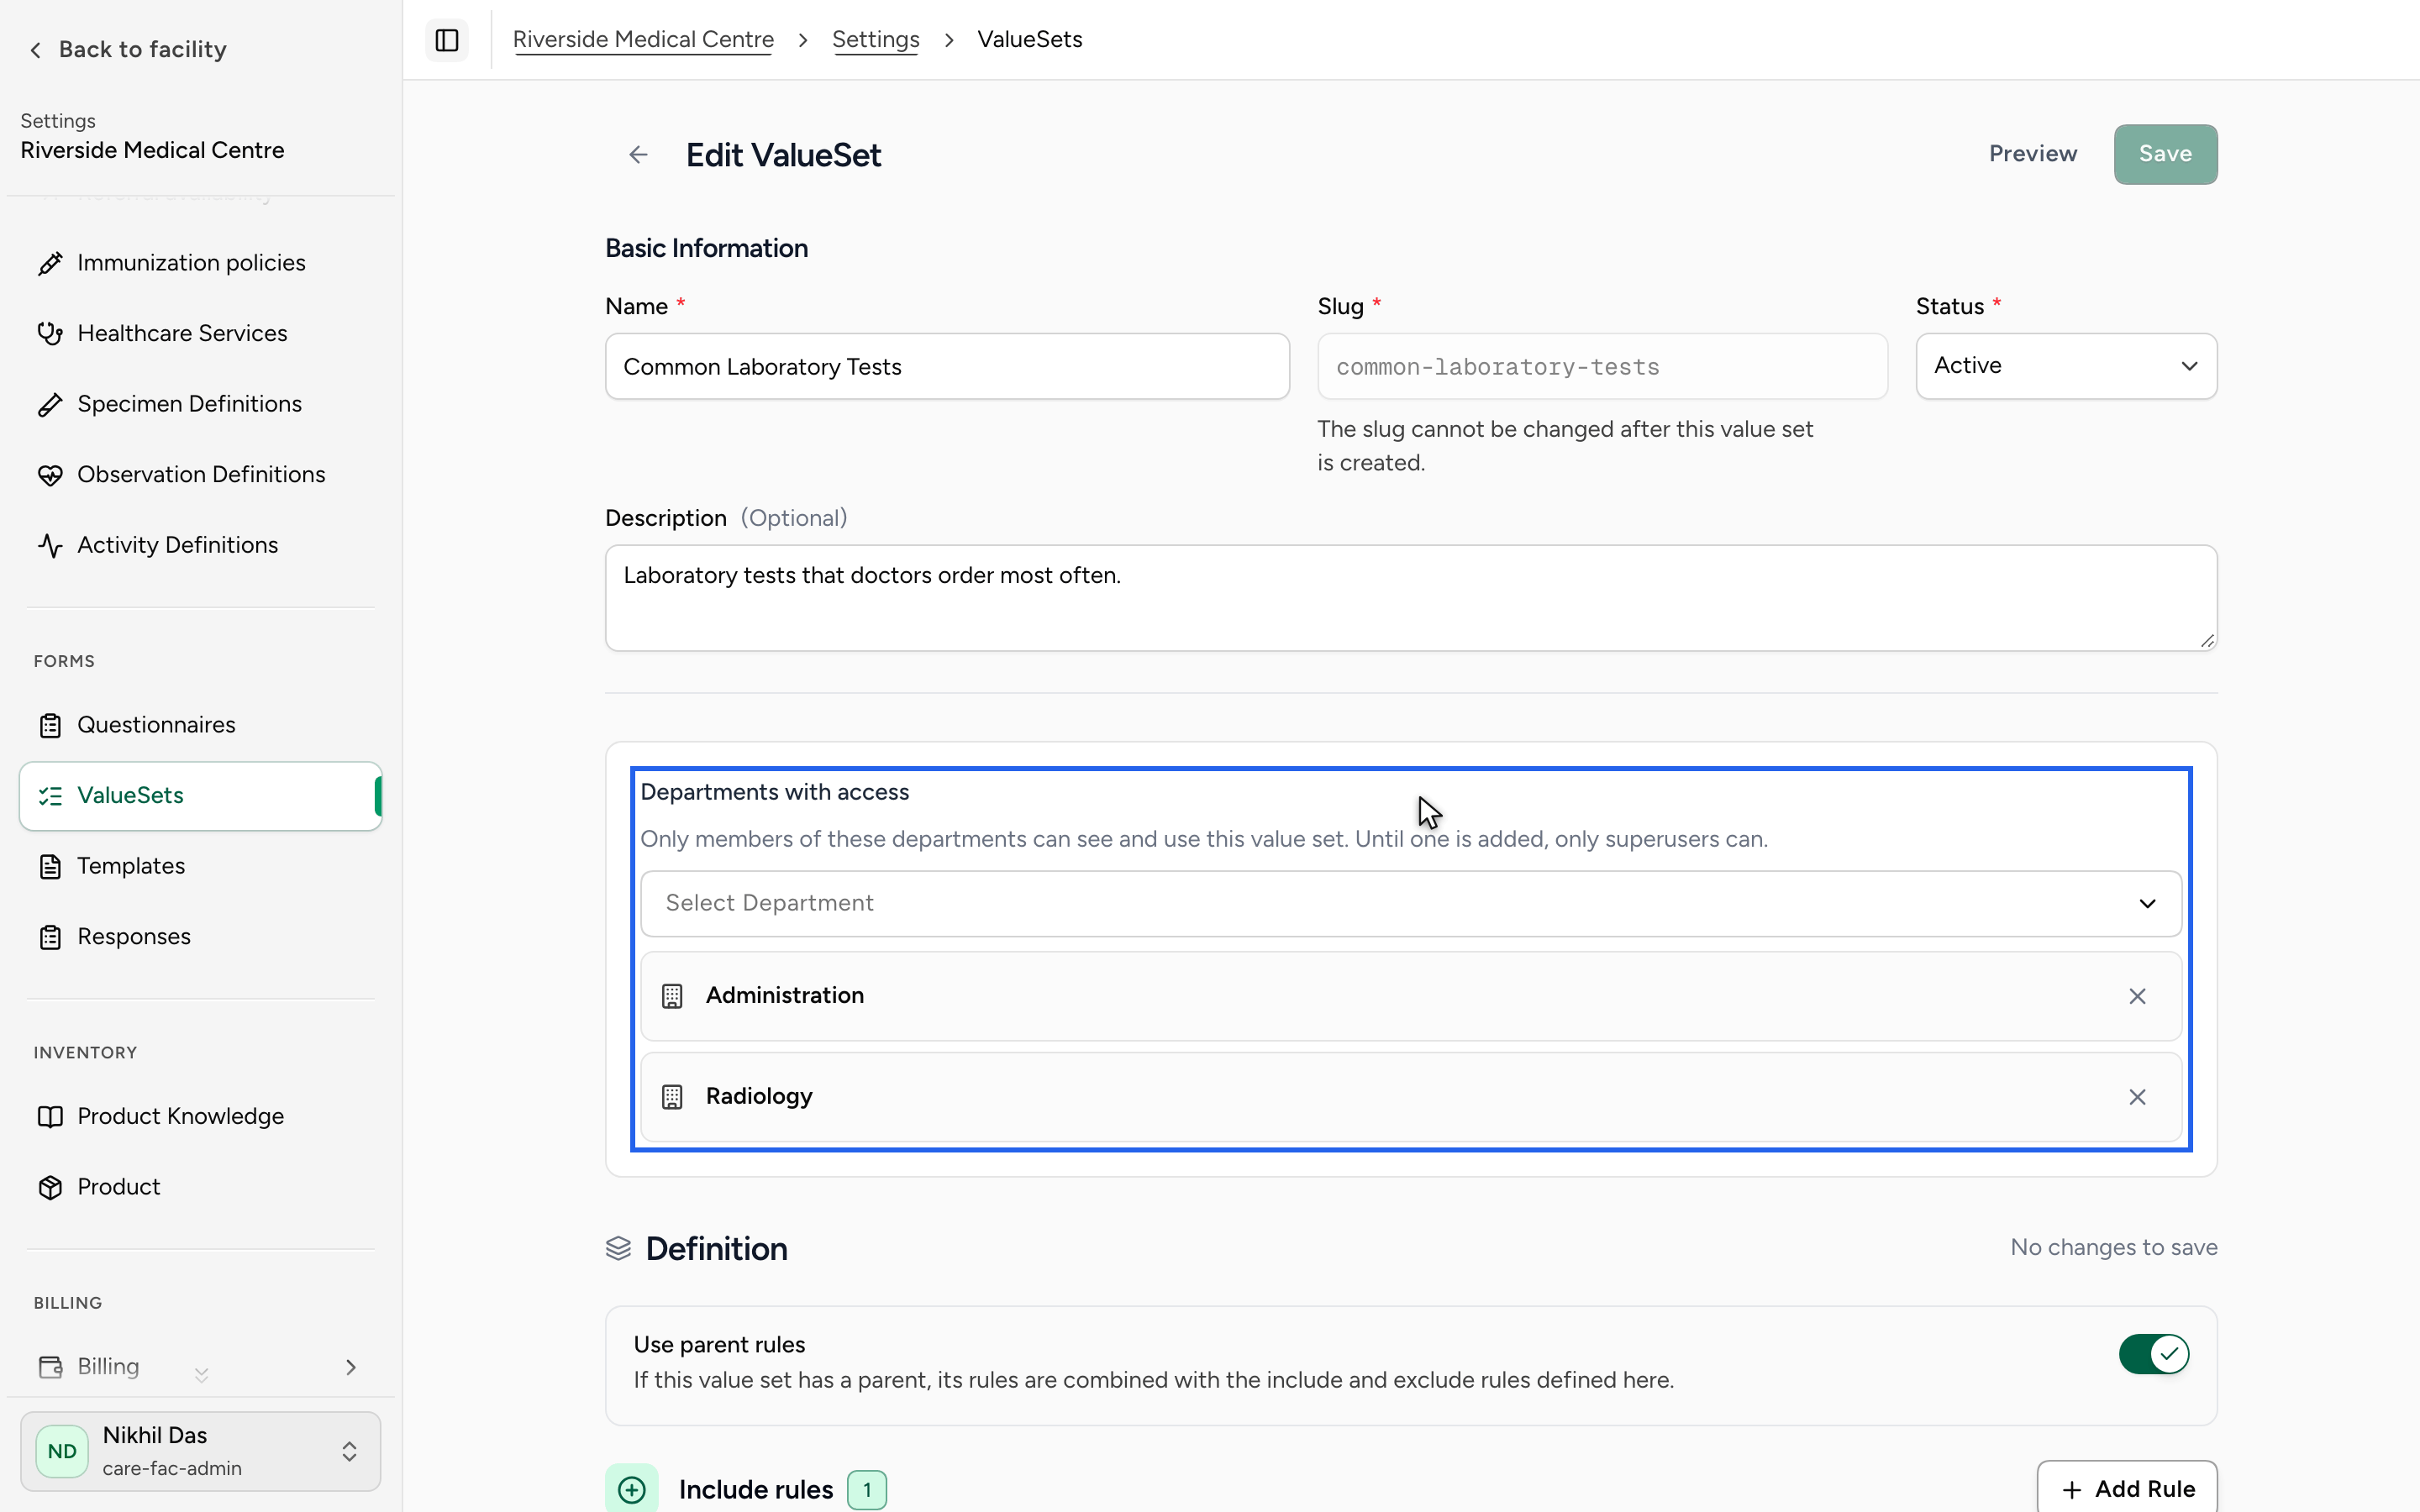 Back to facility
Settings
Riverside Medical Centre
Immunization policies
Healthcare Services
Specimen Definitions
Observation Definitions
Activity Definitions
FORMS
Questionnaires
ValueSets
Templates
Responses
INVENTORY
Product Knowledge
Product
BILLING
Billing
ND
Nikhil Das
care-fac-admin
Riverside Medical Centre > Settings > ValueSets
Edit ValueSet
Preview
Save
Basic Information
Name *
Common Laboratory Tests
Slug *
common-laboratory-tests
The slug cannot be changed after this value set
is created.
Status *
Active
Description (Optional)
Laboratory tests that doctors order most often.
Departments with access
Only members of these departments can see and use this value set. Until one is added, only superusers can.
Select Department
Administration
Radiology
Definition
No changes to save
Use parent rules
If this value set has a parent, its rules are combined with the include and exclude rules defined here.
Include rules 1
+ Add Rule